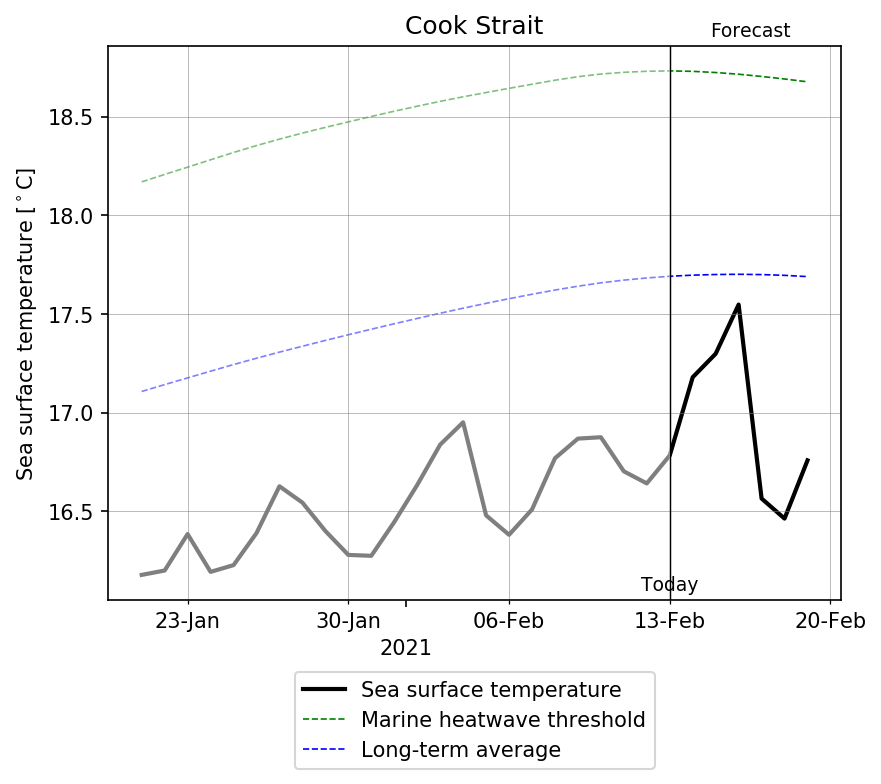 Cook Strait
Forecast
Sea surface temperature [°C]
18.5
18.0
17.5
17.0
16.5
Today
23-Jan 30-Jan 06-Feb 13-Feb 20-Feb
2021
Sea surface temperature
Marine heatwave threshold
Long-term average